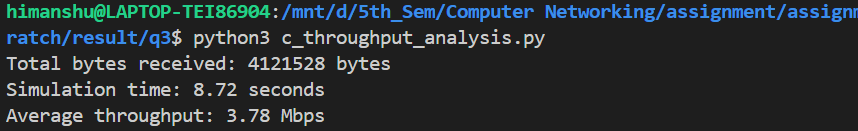 himanshu@LAPTOP-TEI86904:/mnt/d/5th_Sem/Computer Networking/assignment/assignm
ratch/result/q3$ python3 c_throughput_analysis.py
Total bytes received: 4121528 bytes
Simulation time: 8.72 seconds
Average throughput: 3.78 Mbps